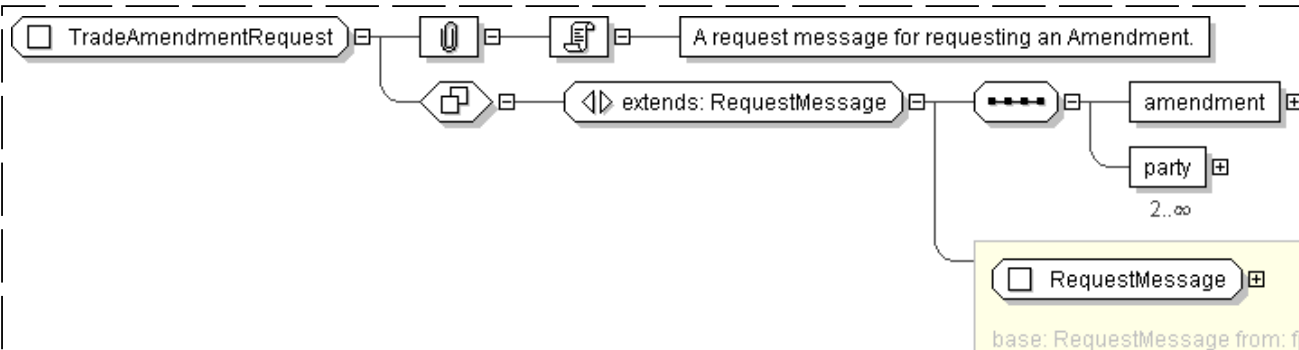 TradeAmendmentRequest
A request message for requesting an Amendment.
extends: RequestMessage
amendment
party
2..∞
RequestMessage
base: RequestMessage from: